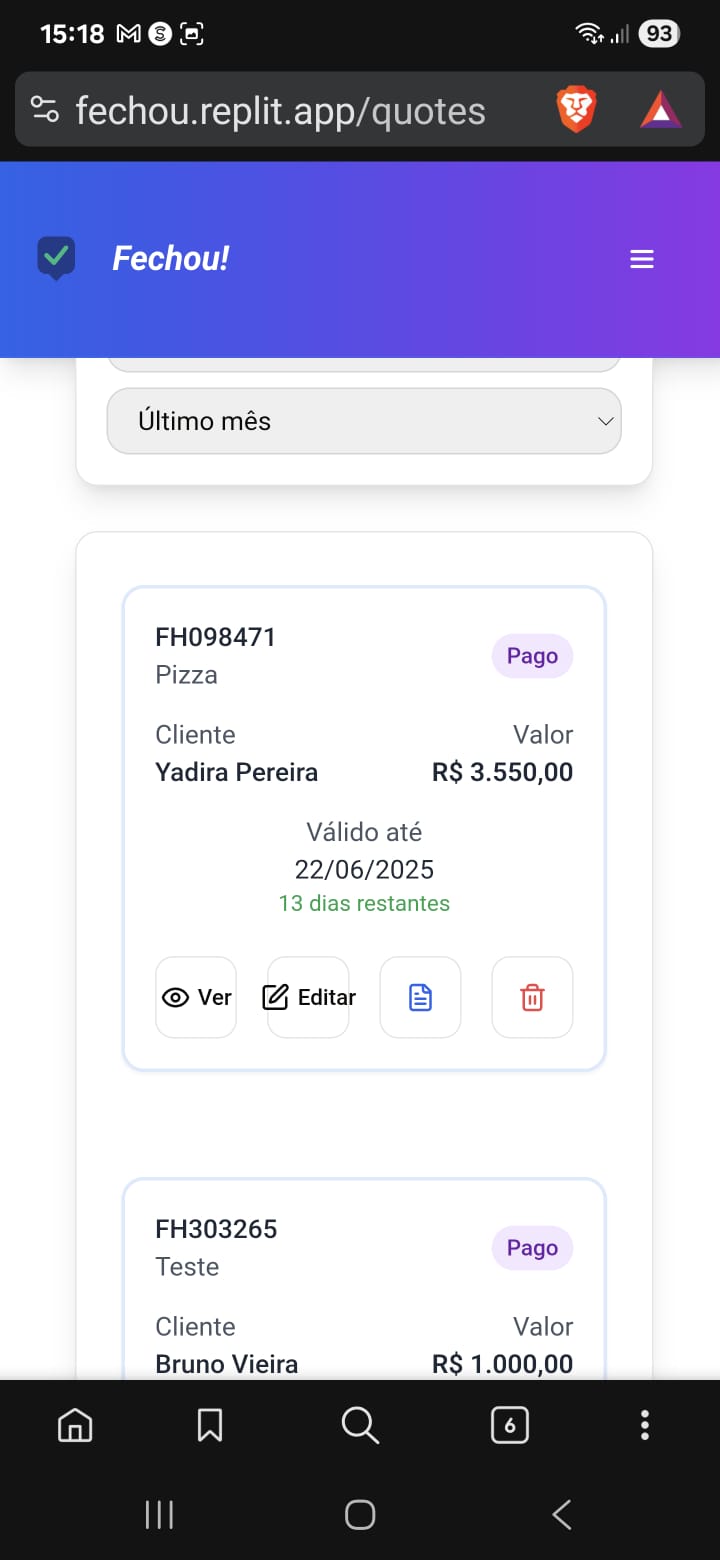 15:18
93
fechou.replit.app/quotes
Fechou!
Último mês
FH098471
Pizza
Pago
Cliente
Valor
Yadira Pereira
R$ 3.550,00
Válido até
22/06/2025
13 dias restantes
Ver
Editar
FH303265
Teste
Pago
Cliente
Valor
Bruno Vieira
R$ 1.000,00
6